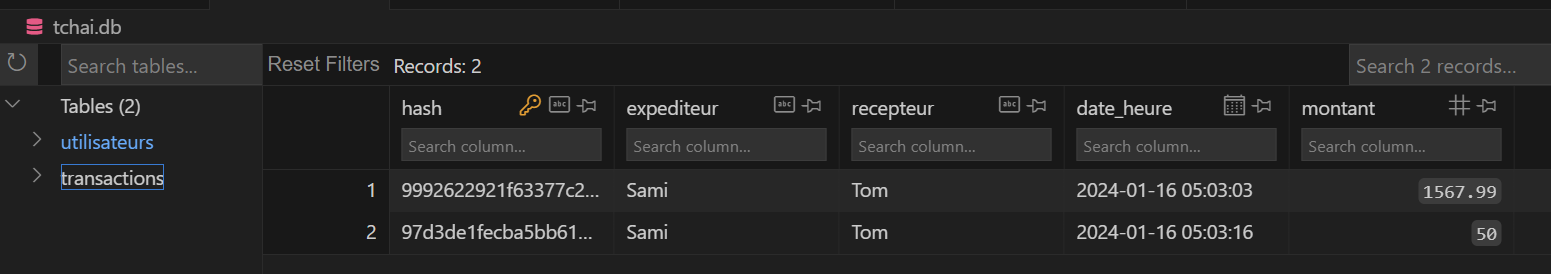 tchai.db
Search tables... Reset Filters Records: 2 Search 2 records...
Tables (2) hash expediteur recepteur date_heure montant
utilisateurs Search column... Search column... Search column... Search column... Search column...
transactions
1 9992622921f63377c2... Sami Tom 2024-01-16 05:03:03 1567.99
2 97d3de1fecba5bb61... Sami Tom 2024-01-16 05:03:16 50